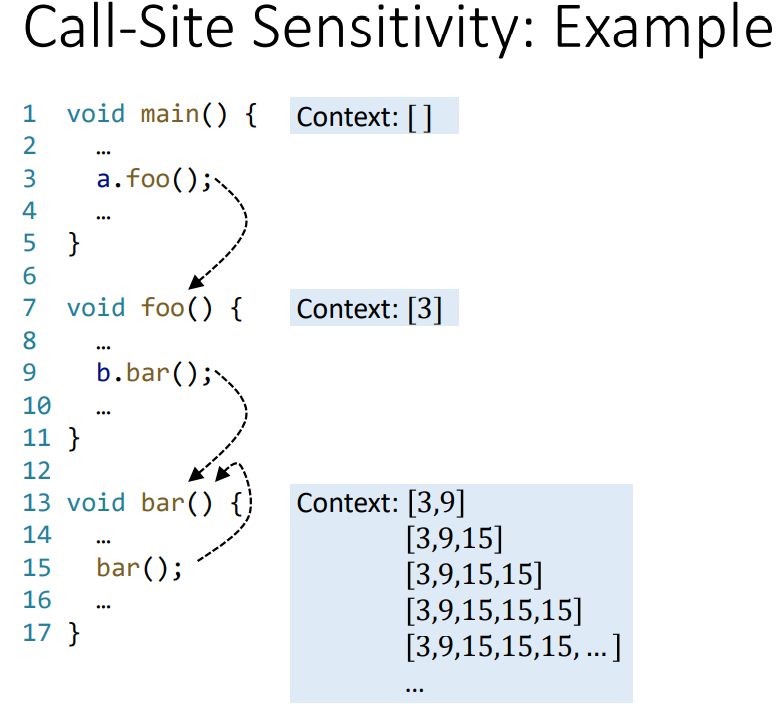 Call-Site Sensitivity: Example
1 void main() { Context: [ ]
2 …
3 a.foo();
4 …
5 }
6
7 void foo() { Context: [3]
8 …
9 b.bar();
10 …
11 }
12
13 void bar() { Context: [3,9]
14 … [3,9,15]
15 bar(); [3,9,15,15]
16 … [3,9,15,15,15]
17 } [3,9,15,15,15, … ]
…